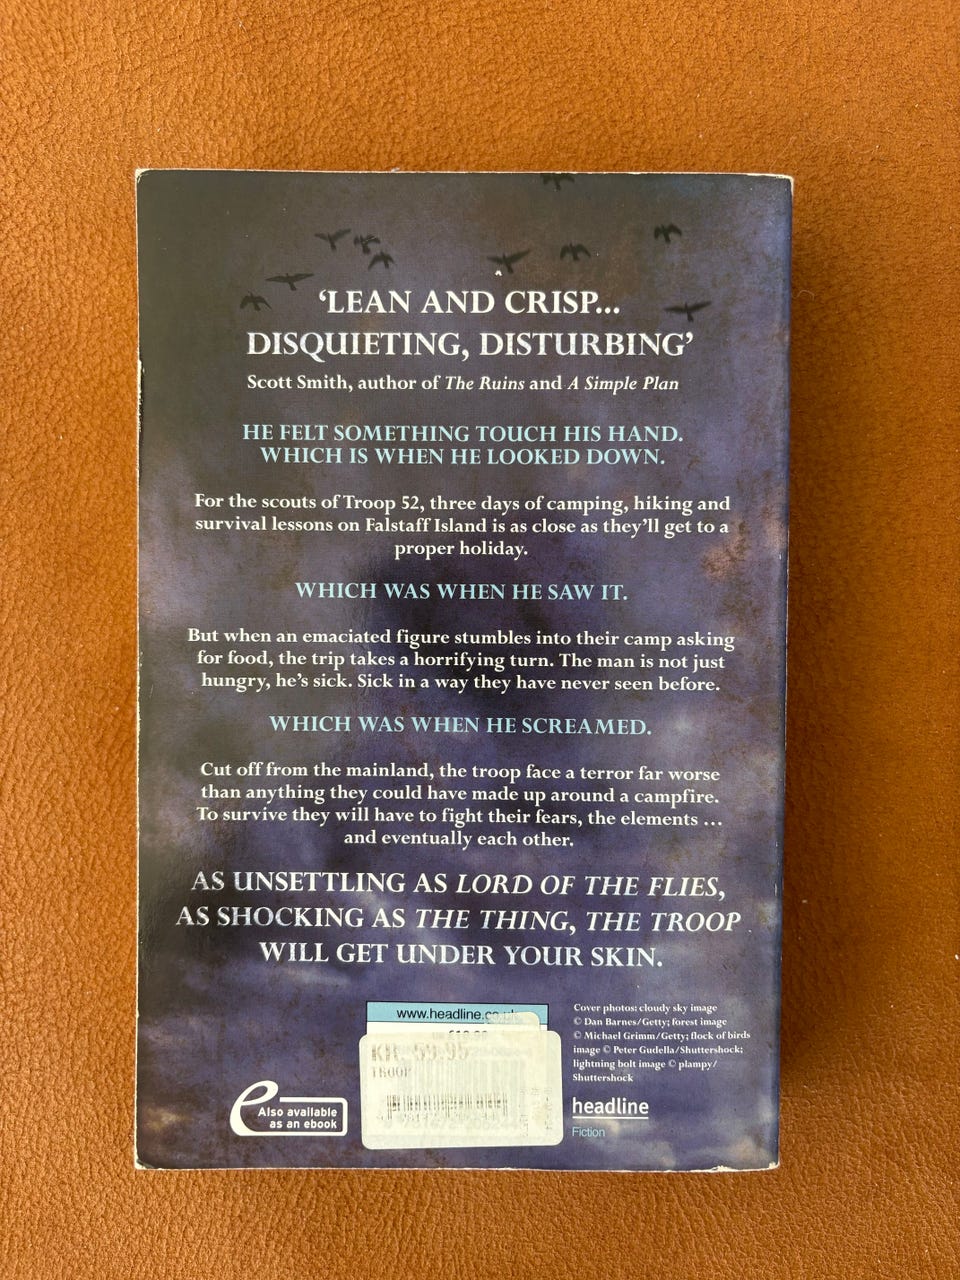 ‘LEAN AND CRISP...
DISQUIETING, DISTURBING’
Scott Smith, author of The Ruins and A Simple Plan
HE FELT SOMETHING TOUCH HIS HAND.
WHICH IS WHEN HE LOOKED DOWN.
For the scouts of Troop 52, three days of camping, hiking and
survival lessons on Falstaff Island is as close as they’ll get to a
proper holiday.
WHICH WAS WHEN HE SAW IT.
But when an emaciated figure stumbles into their camp asking
for food, the trip takes a horrifying turn. The man is not just
hungry, he’s sick. Sick in a way they have never seen before.
WHICH WAS WHEN HE SCREAMED.
Cut off from the mainland, the troop face a terror far worse
than anything they could have made up around a campfire.
To survive they will have to fight their fears, the elements ...
and eventually each other.
AS UNSETTLING AS LORD OF THE FLIES,
AS SHOCKING AS THE THING, THE TROOP
WILL GET UNDER YOUR SKIN.
www.headline.co.uk
TROOP
Also available
as an ebook
Cover photos: cloudy sky image
© Dan Barnes/Getty; forest image
© Michael Grimm/Getty; flock of birds
image © Peter Gudella/Shuttershock;
lightning bolt image © plampy/
Shuttershock
headline
Fiction